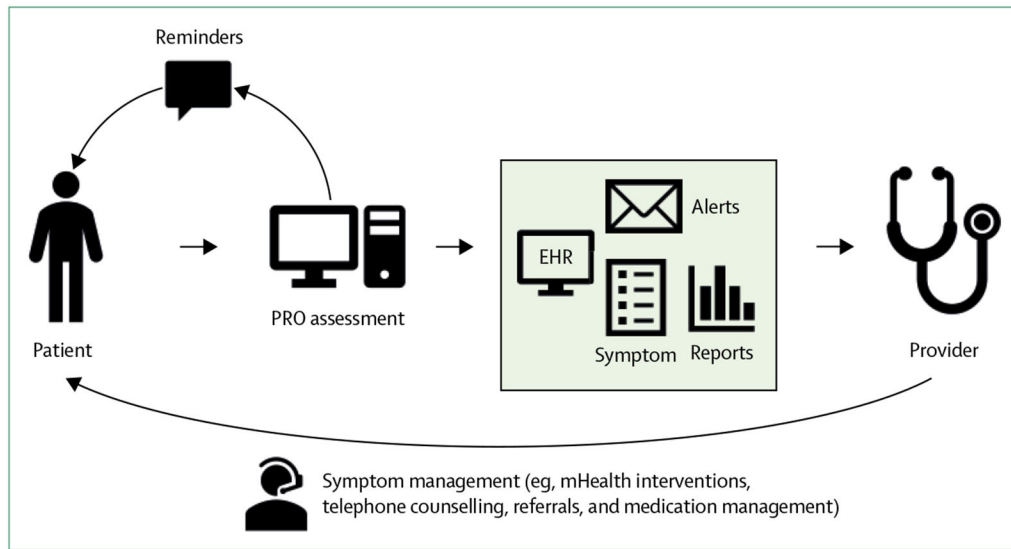 Reminders
Alerts
EHR
PRO assessment
Patient
Symptom
Reports
Provider
Symptom management (eg, mHealth interventions,
telephone counselling, referrals, and medication management)